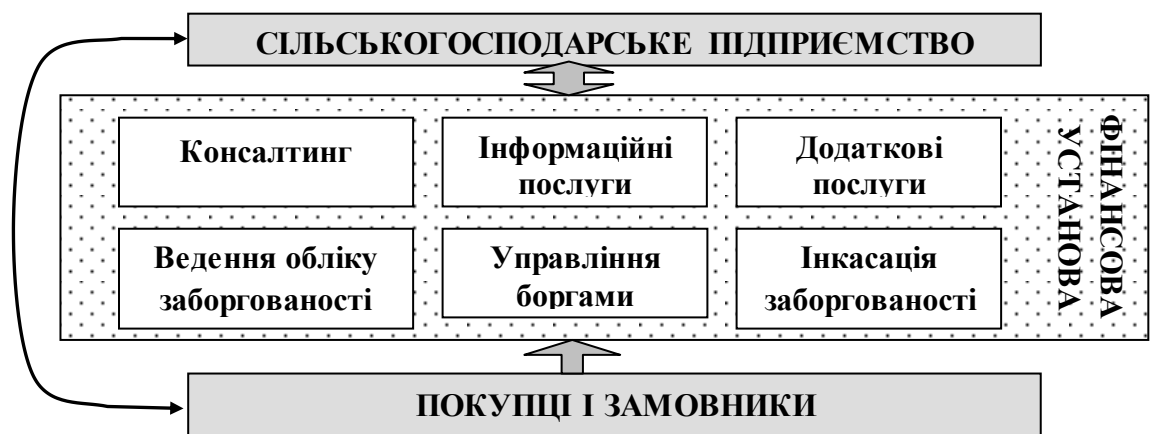 СІЛЬСЬКОГОСПОДАРСЬКЕ ПІДПРИЄМСТВО
Консалтинг
Інформаційні
послуги
Додаткові
послуги
Ведення обліку
заборгованості
Управління
боргами
Інкасація
заборгованості
ФІНАНСОВА
УСТАНОВА
ПОКУПЦІ І ЗАМОВНИКИ